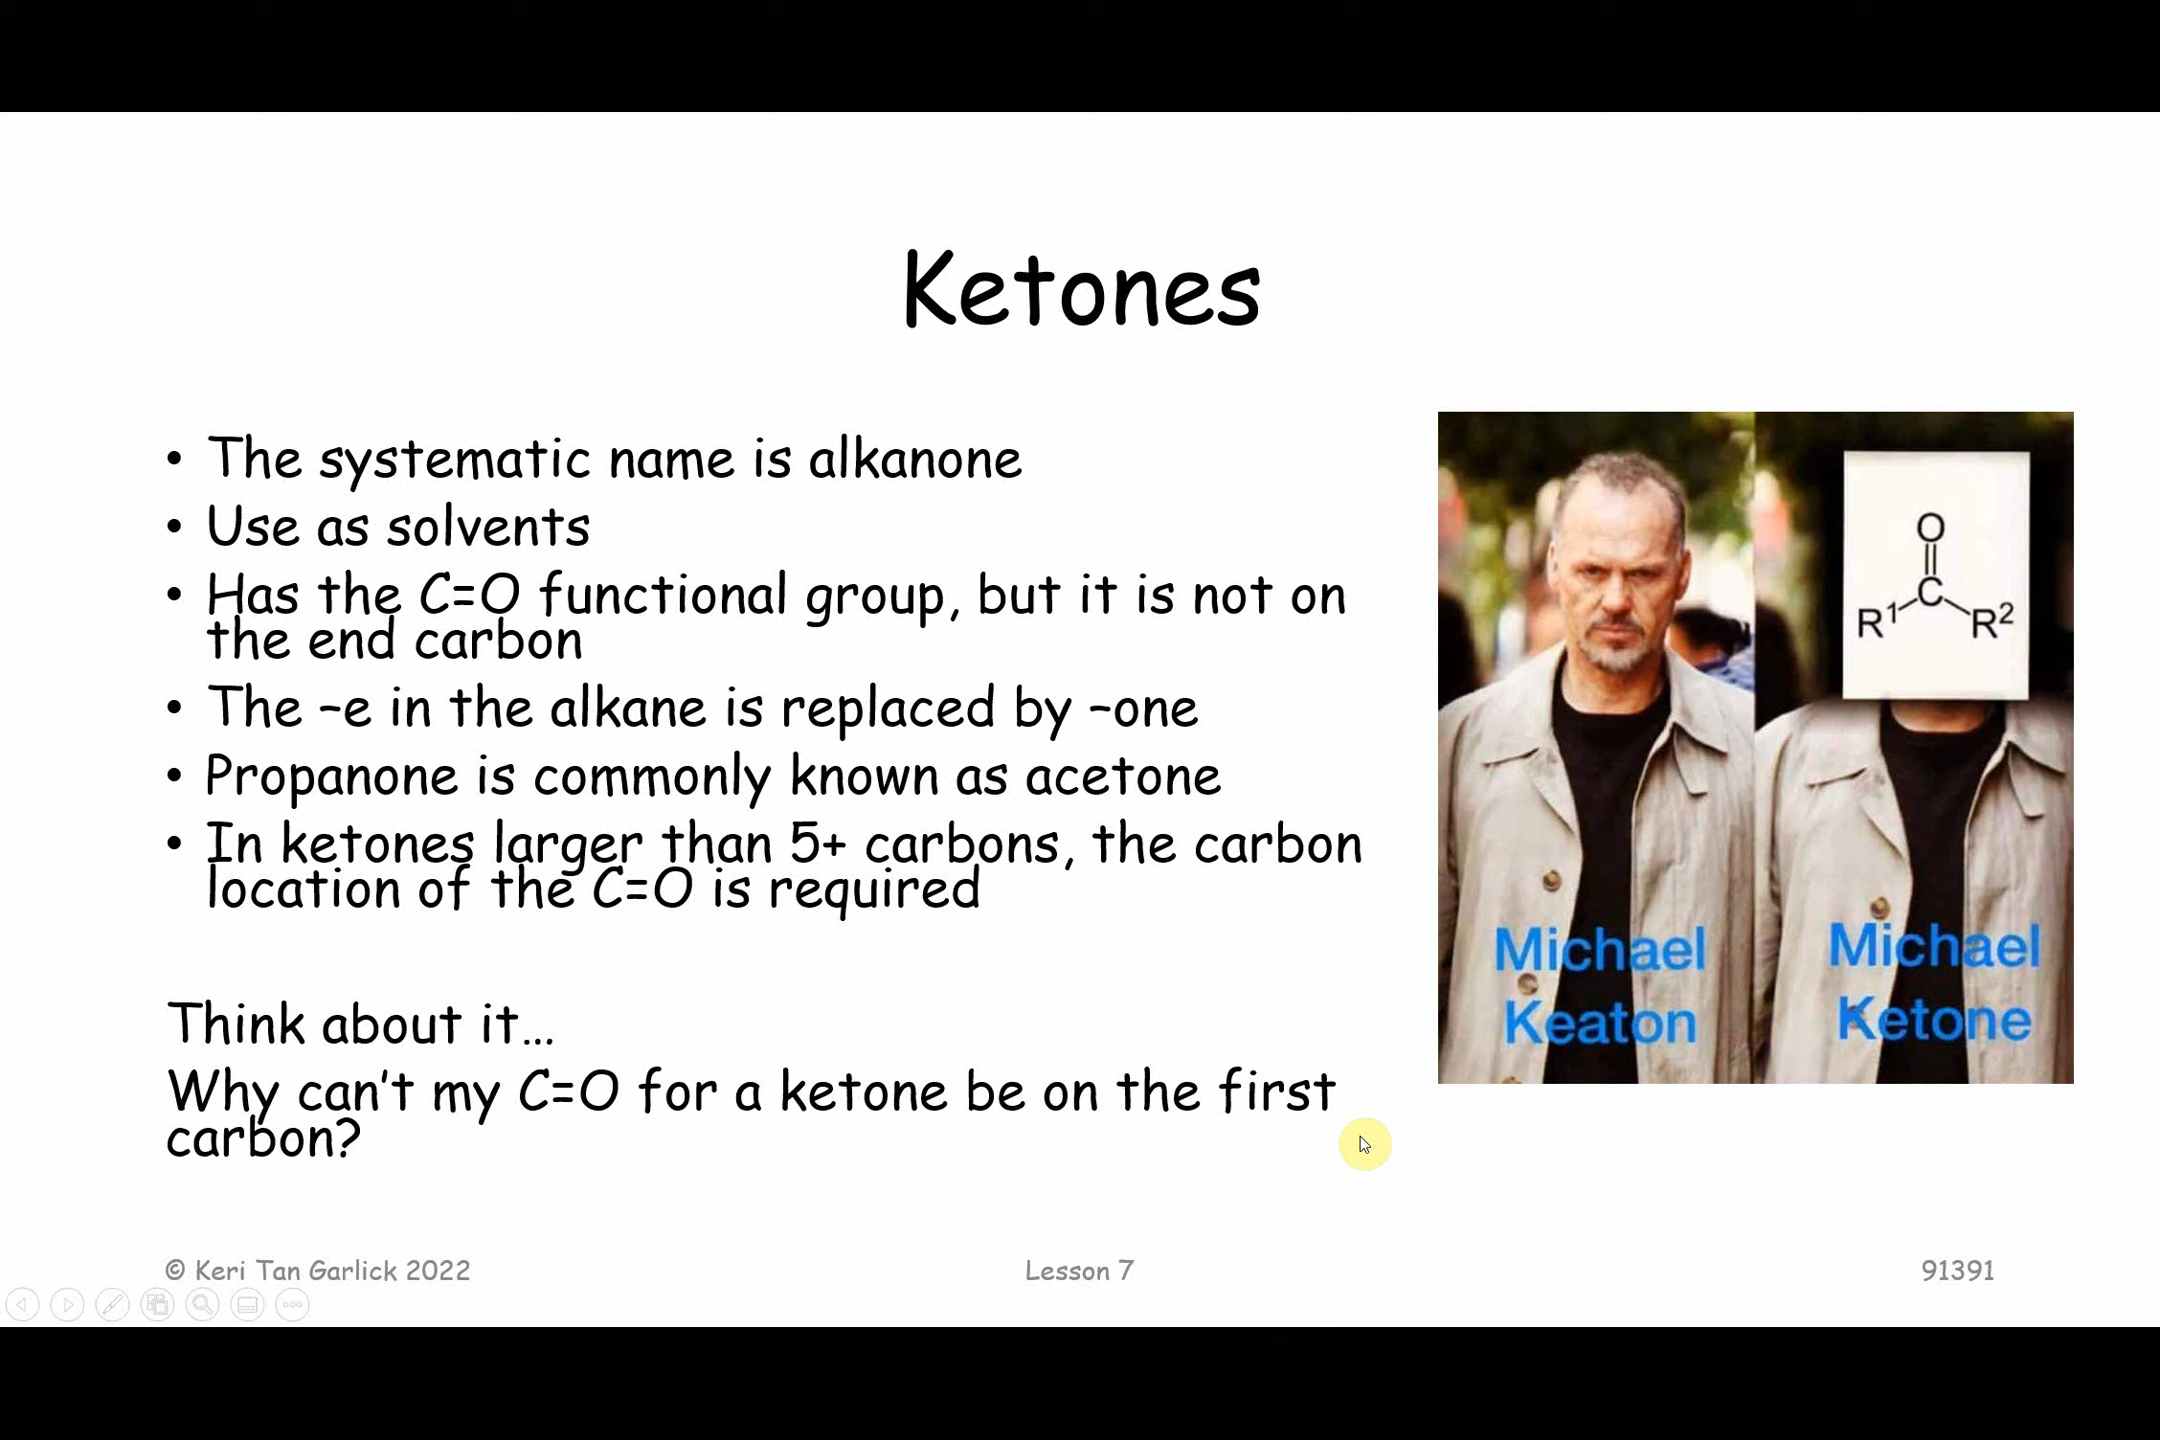 Ketones
• The systematic name is alkanone
• Use as solvents
• Has the C=O functional group, but it is not on
the end carbon
• The –e in the alkane is replaced by –one
• Propanone is commonly known as acetone
• In ketones larger than 5+ carbons, the carbon
location of the C=O is required
Think about it…
Why can't my C=O for a ketone be on the first
carbon?
O
C
R¹ R²
Michael
Keaton
Michael
Ketone
© Keri Tan Garlick 2022
Lesson 7
91391